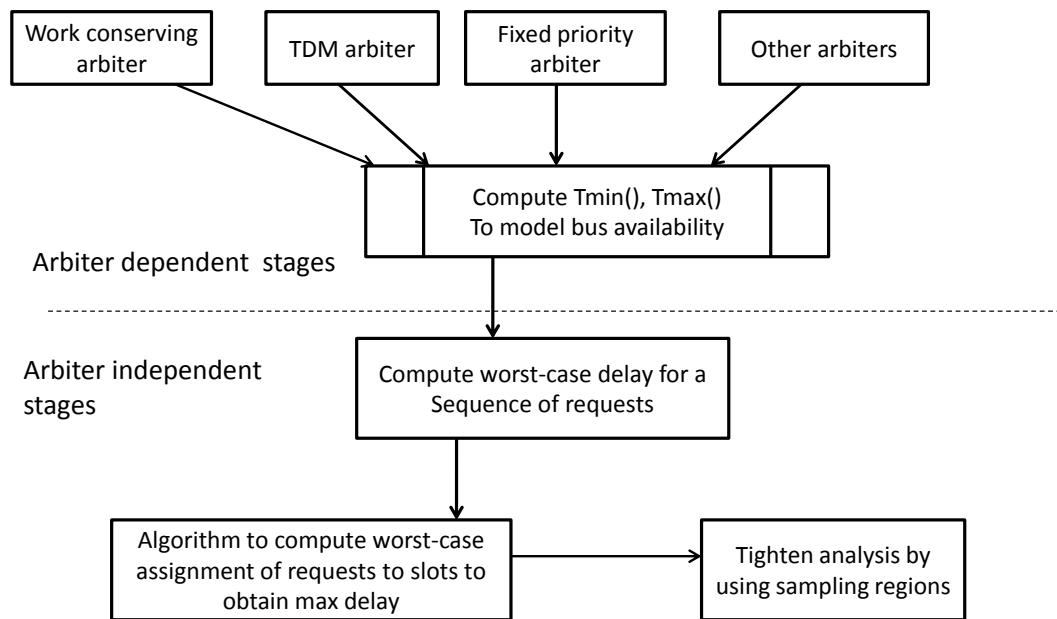 Work conserving
arbiter
TDM arbiter
Fixed priority
arbiter
Other arbiters
Compute Tmin(), Tmax()
To model bus availability
Arbiter dependent stages
Arbiter independent
stages
Compute worst-case delay for a
Sequence of requests
Algorithm to compute worst-case
assignment of requests to slots to
obtain max delay
Tighten analysis by
using sampling regions